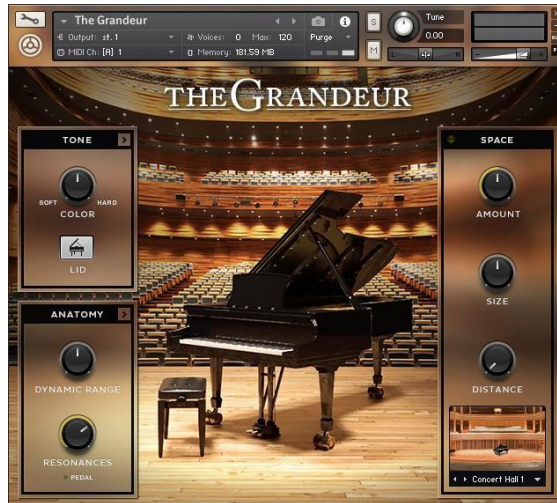 The Grandeur
Output: st.1
Voices: 0 Max: 120 Purge
MIDI Ch: [A] 1
Memory: 181.59 MB
S
M
Tune
0.00
L R
THE GRANDEUR
TONE
SOFT HARD
COLOR
LID
ANATOMY
DYNAMIC RANGE
RESONANCES
PEDAL
SPACE
AMOUNT
SIZE
DISTANCE
Concert Hall 1